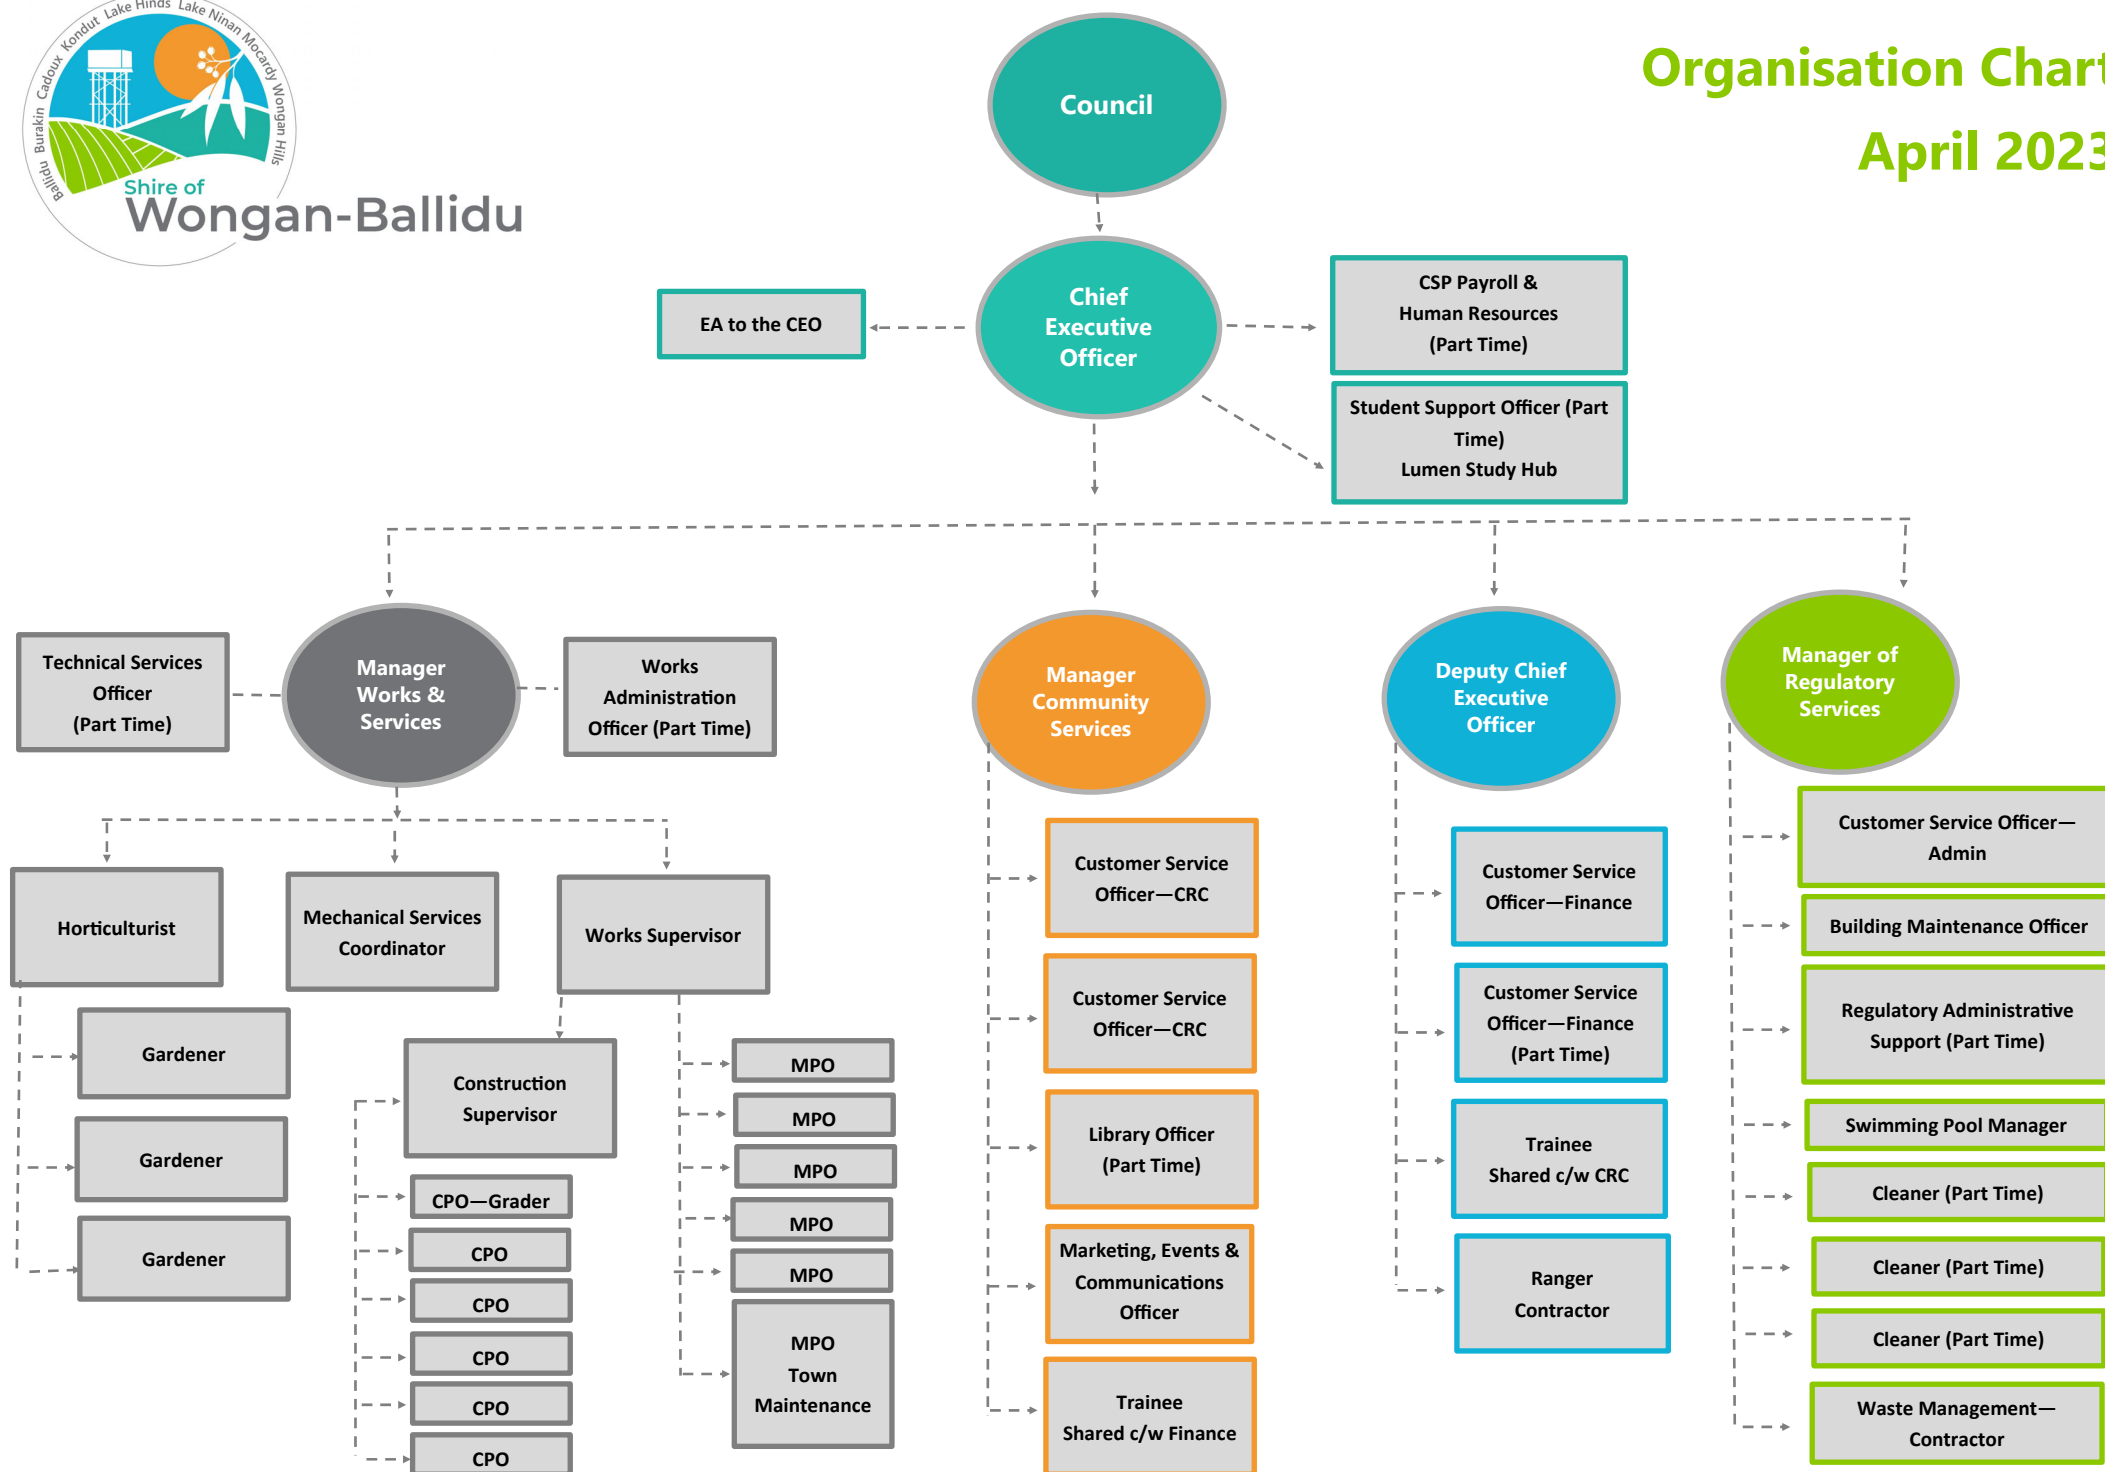 Ballidu Burakin Cadoux Kondut Lake Hinds Lake Ninan Mocardy Wongan Hills
Shire of
Wongan-Ballidu
Organisation Chart
April 2023
Council
Chief
Executive
Officer
EA to the CEO
CSP Payroll &
Human Resources
(Part Time)
Student Support Officer (Part
Time)
Lumen Study Hub
Technical Services
Officer
(Part Time)
Manager
Works &
Services
Works
Administration
Officer (Part Time)
Manager
Community
Services
Deputy Chief
Executive
Officer
Manager of
Regulatory
Services
Horticulturist
Mechanical Services
Coordinator
Works Supervisor
Gardener
Gardener
Gardener
Construction
Supervisor
CPO—Grader
CPO
CPO
CPO
CPO
CPO
MPO
MPO
MPO
MPO
MPO
MPO
Town
Maintenance
Customer Service
Officer—CRC
Customer Service
Officer—CRC
Library Officer
(Part Time)
Marketing, Events &
Communications
Officer
Trainee
Shared c/w Finance
Customer Service
Officer—Finance
Customer Service
Officer—Finance
(Part Time)
Trainee
Shared c/w CRC
Ranger
Contractor
Customer Service Officer—
Admin
Building Maintenance Officer
Regulatory Administrative
Support (Part Time)
Swimming Pool Manager
Cleaner (Part Time)
Cleaner (Part Time)
Cleaner (Part Time)
Waste Management—
Contractor